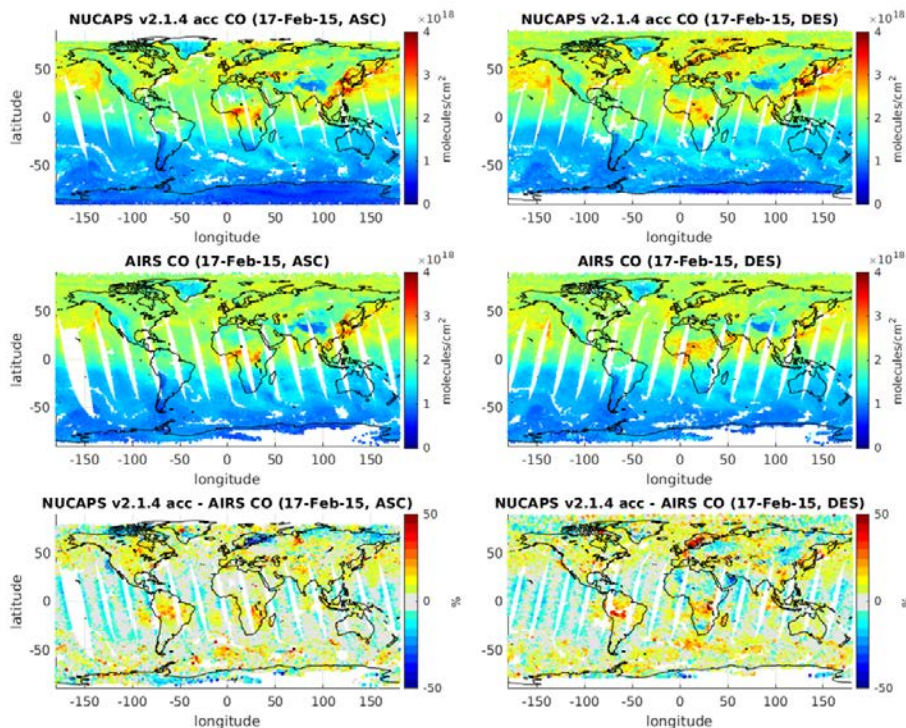 NUCAPS v2.1.4 acc CO (17-Feb-15, ASC)
×10^18
4
3
2
1
0
molecules/cm²
50
0
-50
latitude
-150 -100 -50 0 50 100 150
longitude
NUCAPS v2.1.4 acc CO (17-Feb-15, DES)
×10^18
4
3
2
1
0
molecules/cm²
50
0
-50
-150 -100 -50 0 50 100 150
longitude
AIRS CO (17-Feb-15, ASC)
×10^18
4
3
2
1
0
molecules/cm²
50
0
-50
latitude
-150 -100 -50 0 50 100 150
longitude
AIRS CO (17-Feb-15, DES)
×10^18
4
3
2
1
0
molecules/cm²
50
0
-50
-150 -100 -50 0 50 100 150
longitude
NUCAPS v2.1.4 acc - AIRS CO (17-Feb-15, ASC)
50
0
-50
%
50
0
-50
latitude
-150 -100 -50 0 50 100 150
longitude
NUCAPS v2.1.4 acc - AIRS CO (17-Feb-15, DES)
50
0
-50
%
50
0
-50
-150 -100 -50 0 50 100 150
longitude